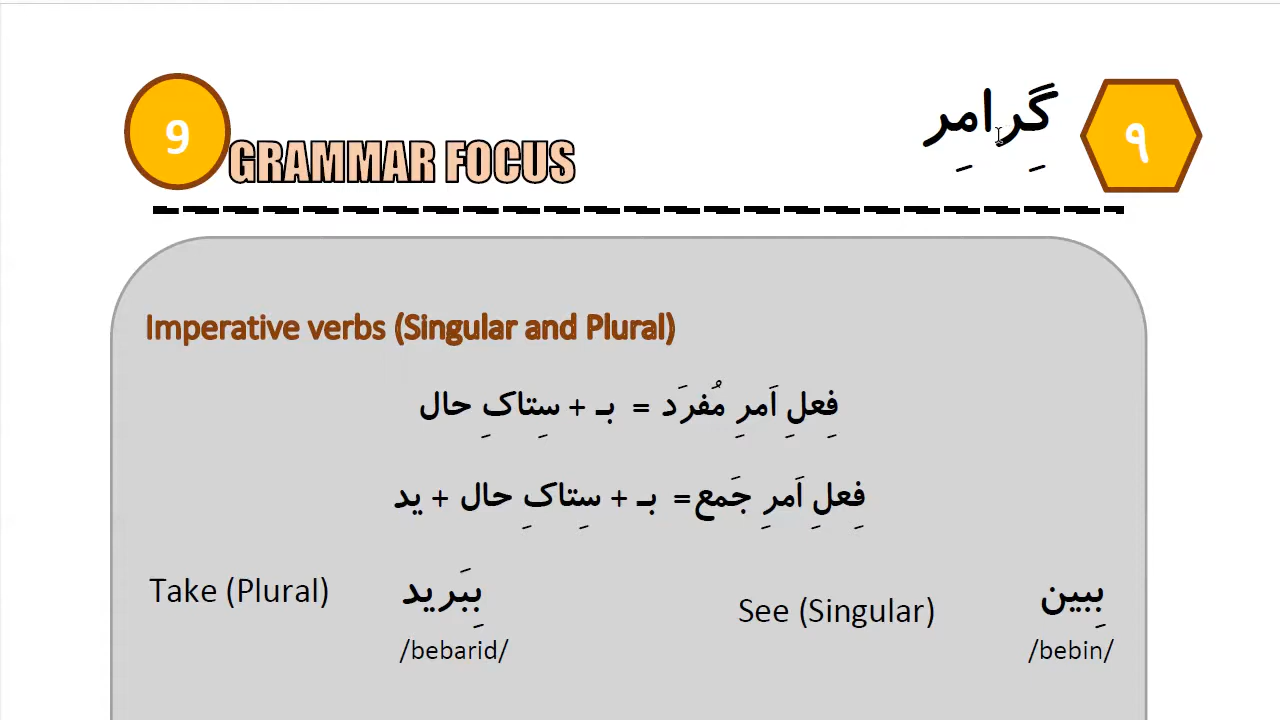 9
GRAMMAR FOCUS
گِرامِر
۹
Imperative verbs (Singular and Plural)
فِعلِ اَمرِ مُفرَد = بـ + سِتاکِ حال
فِعلِ اَمرِ جَمع= بـ + سِتاکِ حال + ید
Take (Plural)
بِبَرید
See (Singular)
بِبین
/bebarid/
/bebin/